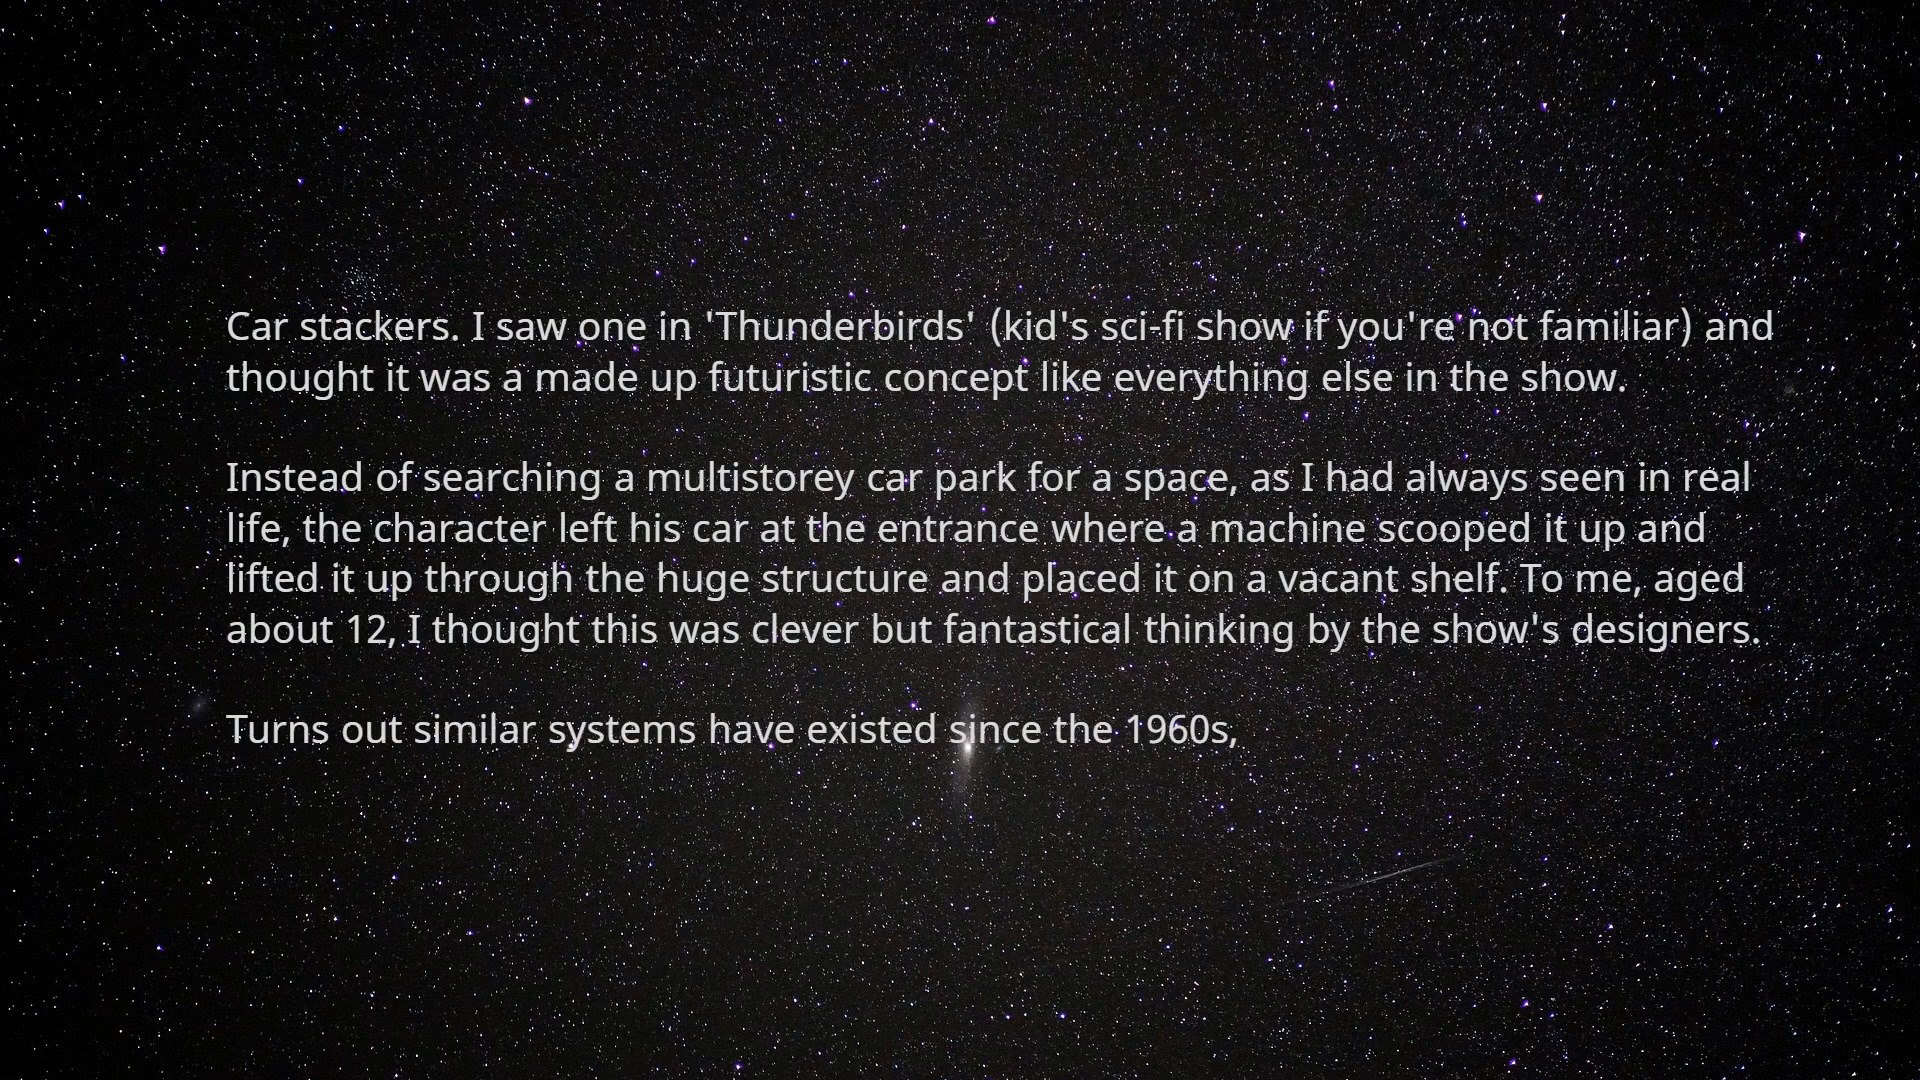 Car stackers. I saw one in 'Thunderbirds' (kid's sci-fi show if you're not familiar) and
thought it was a made up futuristic concept like everything else in the show.
Instead of searching a multistorey car park for a space, as I had always seen in real
life, the character left his car at the entrance where a machine scooped it up and
lifted it up through the huge structure and placed it on a vacant shelf. To me, aged
about 12, I thought this was clever but fantastical thinking by the show's designers.
Turns out similar systems have existed since the 1960s,